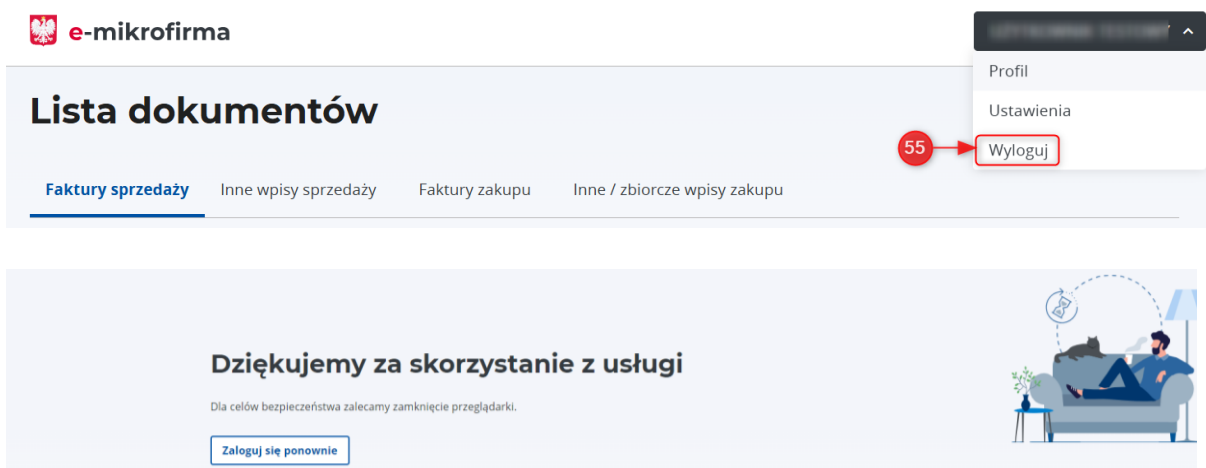 e-mikrofirma
Profil
Lista dokumentów
Ustawienia
55
Wyloguj
Faktury sprzedaży Inne wpisy sprzedaży Faktury zakupu Inne / zbiorcze wpisy zakupu
Dziękujemy za skorzystanie z usługi
Dla celów bezpieczeństwa zalecamy zamknięcie przeglądarki.
Zaloguj się ponownie